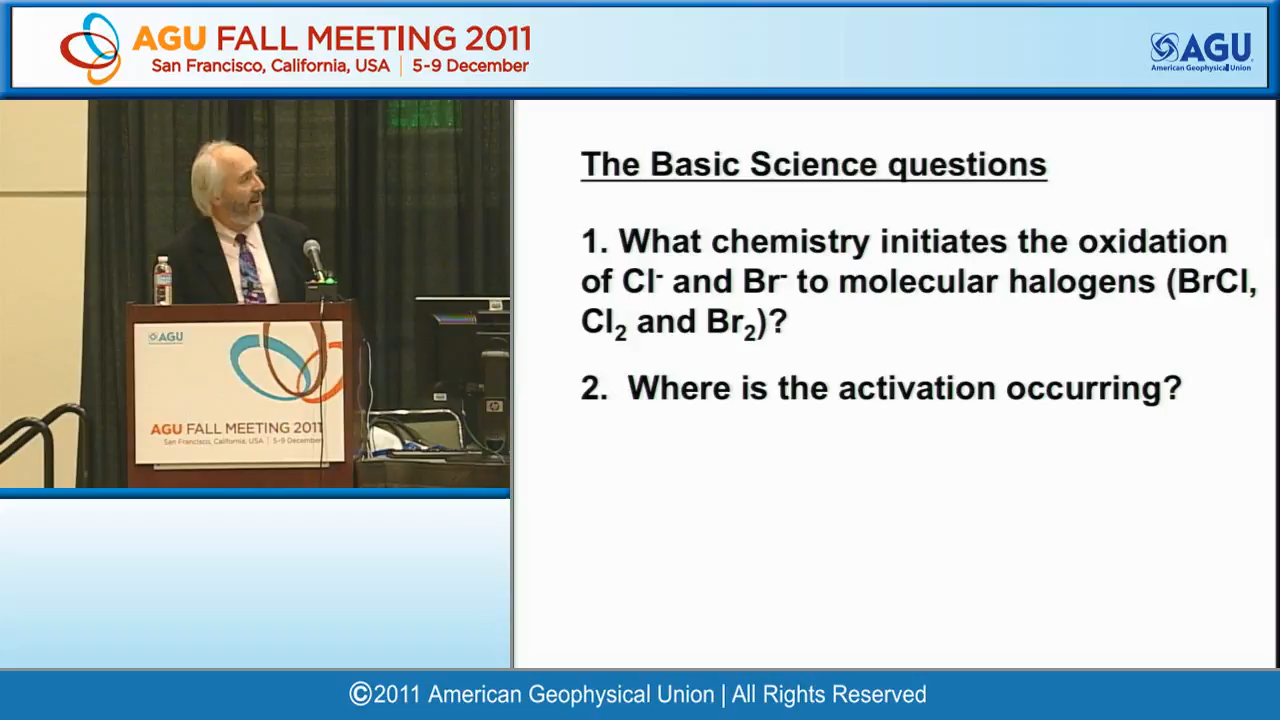 AGU FALL MEETING 2011
San Francisco, California, USA | 5-9 December
AGU
American Geophysical Union
The Basic Science questions
1. What chemistry initiates the oxidation
of Cl⁻ and Br⁻ to molecular halogens (BrCl,
Cl₂ and Br₂)?
2. Where is the activation occurring?
AGU
AGU FALL MEETING 2011
San Francisco, California, USA | 5-9 December
hp
©2011 American Geophysical Union | All Rights Reserved